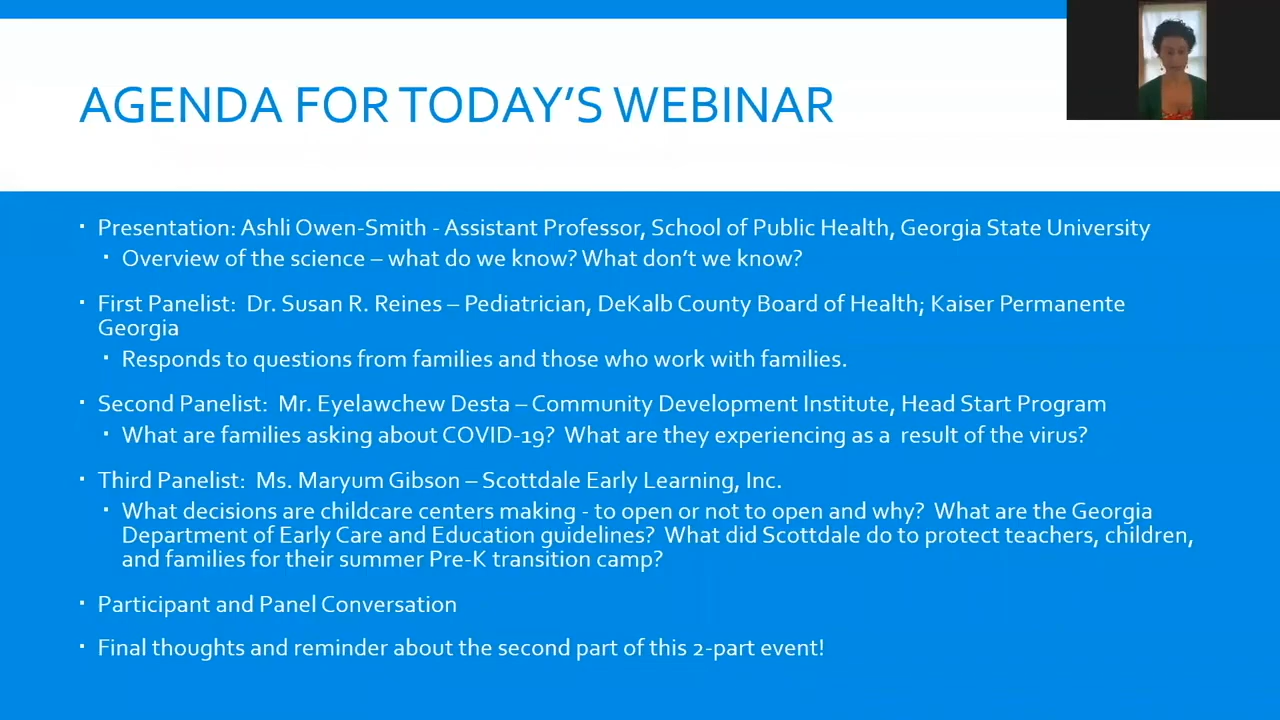 AGENDA FOR TODAY’S WEBINAR
Presentation: Ashli Owen-Smith - Assistant Professor, School of Public Health, Georgia State University
Overview of the science – what do we know? What don’t we know?
First Panelist:  Dr. Susan R. Reines – Pediatrician, DeKalb County Board of Health; Kaiser Permanente
Georgia
Responds to questions from families and those who work with families.
Second Panelist:  Mr. Eyelawchew Desta – Community Development Institute, Head Start Program
What are families asking about COVID-19?  What are they experiencing as a  result of the virus?
Third Panelist:  Ms. Maryum Gibson – Scottdale Early Learning, Inc.
What decisions are childcare centers making - to open or not to open and why?  What are the Georgia
Department of Early Care and Education guidelines?  What did Scottdale do to protect teachers, children,
and families for their summer Pre-K transition camp?
Participant and Panel Conversation
Final thoughts and reminder about the second part of this 2-part event!